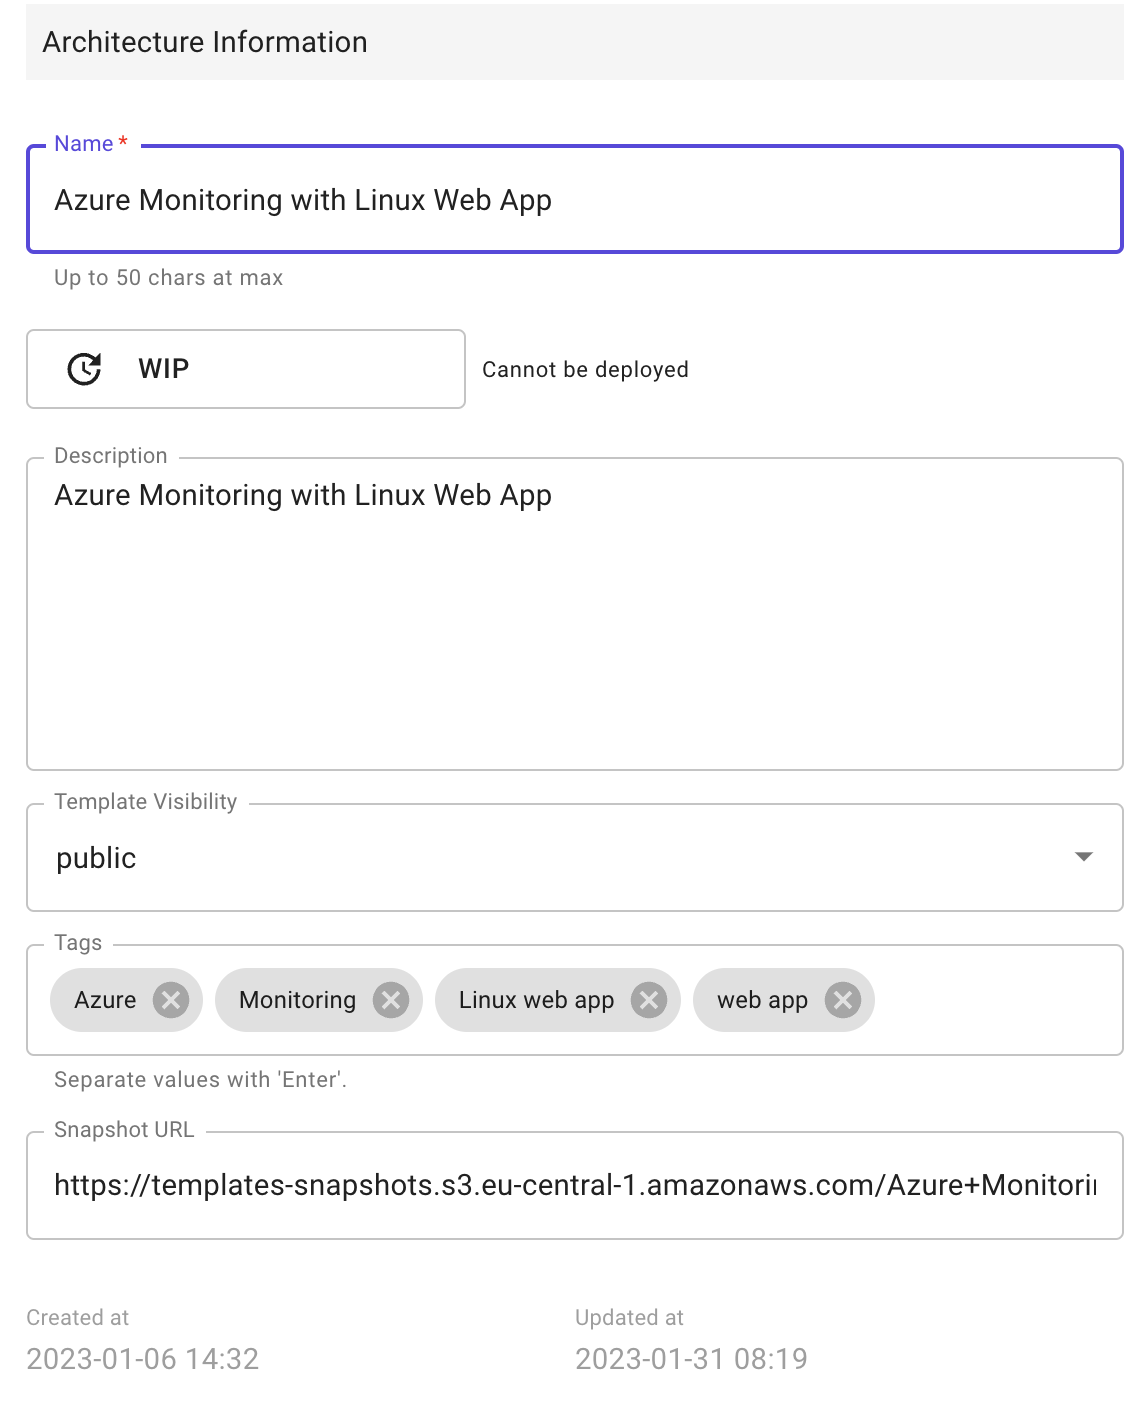 Architecture Information
Name *
Azure Monitoring with Linux Web App
Up to 50 chars at max
WIP
Cannot be deployed
Description
Azure Monitoring with Linux Web App
Template Visibility
public
Tags
Azure Monitoring Linux web app web app
Separate values with 'Enter'.
Snapshot URL
https://templates-snapshots.s3.eu-central-1.amazonaws.com/Azure+Monitorin
Created at Updated at
2023-01-06 14:32 2023-01-31 08:19